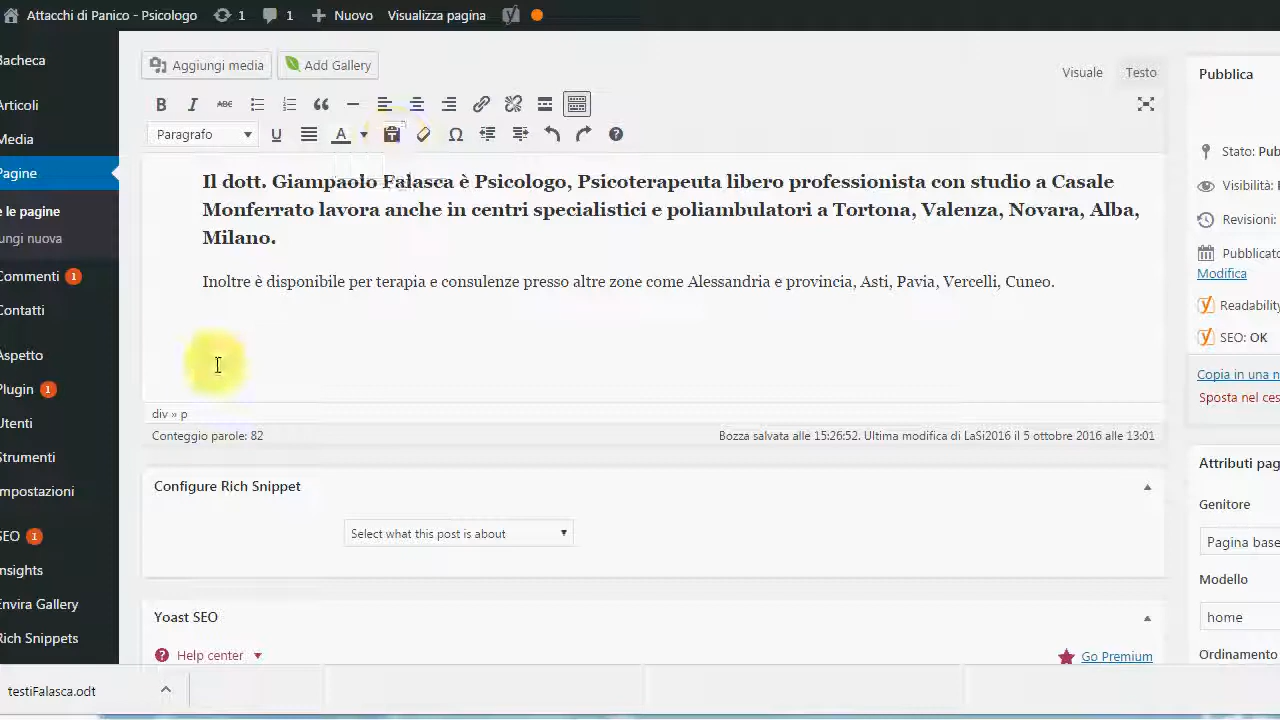 Attacchi di Panico - Psicologo 1 1 Nuovo Visualizza pagina
Bacheca
Articoli
Media
Pagine
e le pagine
ungi nuova
Commenti 1
Contatti
Aspetto
Plugin 1
Utenti
Strumenti
mpostazioni
SEO 1
nsights
Envira Gallery
Rich Snippets
Aggiungi media Add Gallery
Visuale Testo
B I ABC
Paragrafo U A T Ω
Il dott. Giampaolo Falasca è Psicologo, Psicoterapeuta libero professionista con studio a Casale
Monferrato lavora anche in centri specialistici e poliambulatori a Tortona, Valenza, Novara, Alba,
Milano.
Inoltre è disponibile per terapia e consulenze presso altre zone come Alessandria e provincia, Asti, Pavia, Vercelli, Cuneo.
div » p
Conteggio parole: 82 Bozza salvata alle 15:26:52. Ultima modifica di LaSi2016 il 5 ottobre 2016 alle 13:01
Configure Rich Snippet
Select what this post is about
Yoast SEO
Help center Go Premium
Pubblica
Stato: Pub
Visibilità:
Revisioni:
Pubblicato
Modifica
Readability
SEO: OK
Copia in una n
Sposta nel ces
Attributi pag
Genitore
Pagina base
Modello
home
Ordinamento
testiFalasca.odt